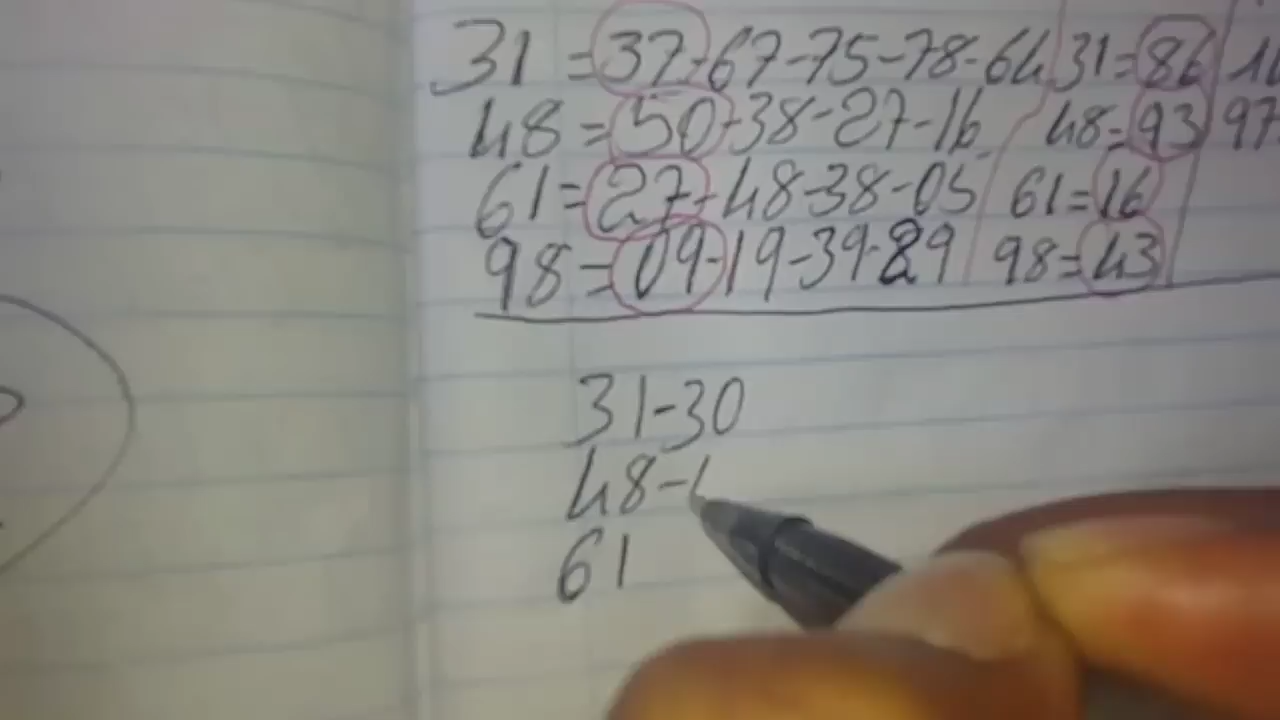 31 = 37-67-75-78-64 31=86
48 = 50-38-27-16 48=93 97
61 = 27-48-38-05 61=16
98 = 09-19-39-29 98=43
31-30
48-
61